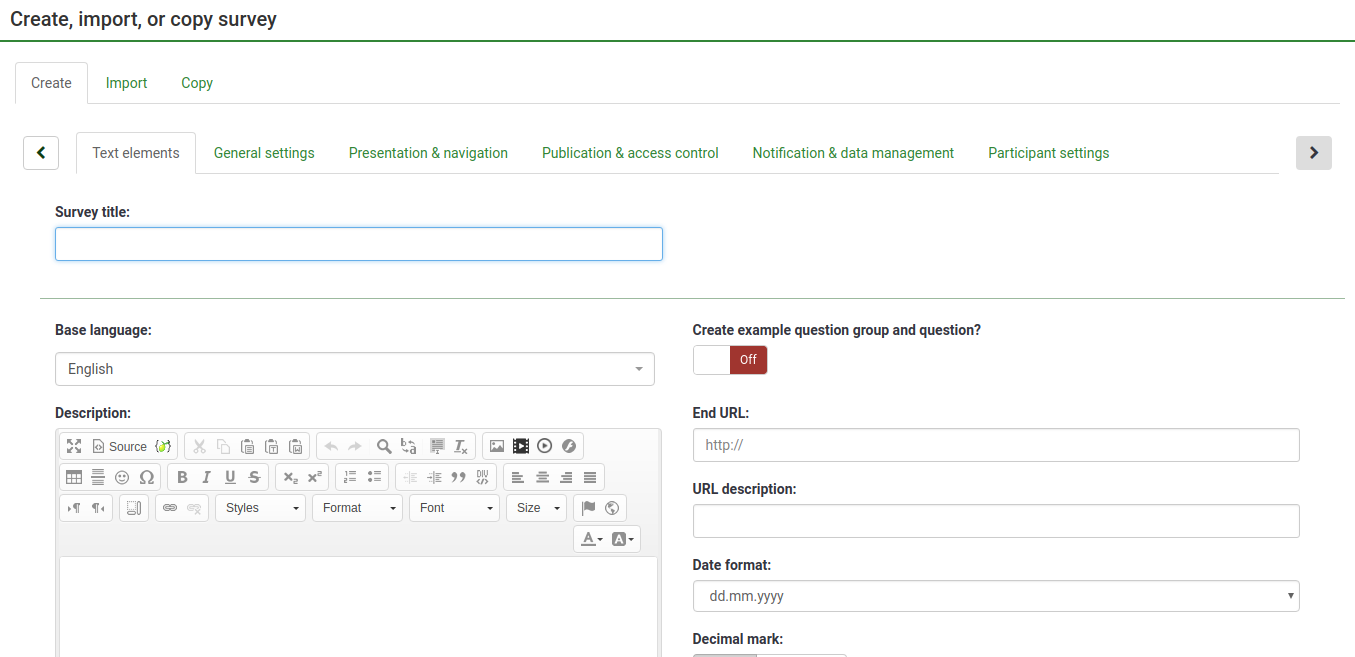 Create, import, or copy survey
Create Import Copy
Text elements General settings Presentation & navigation Publication & access control Notification & data management Participant settings
Survey title:
Base language:
English
Create example question group and question?
Off
Description:
Source
Styles Format Font Size
End URL:
http://
URL description:
Date format:
dd.mm.yyyy
Decimal mark: